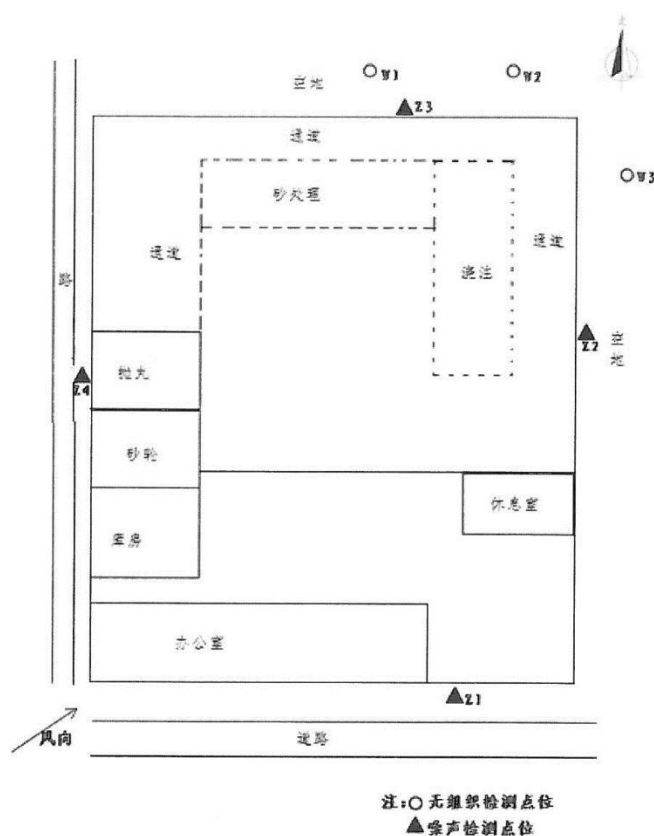 北
W1
W2
空地
Z3
通道
W3
砂处理
通道
通道
浇注
路
Z2
空地
抛丸
Z4
砂轮
休息室
库房
办公室
Z1
风向
道路
注:○ 无组织检测点位
▲ 噪声检测点位